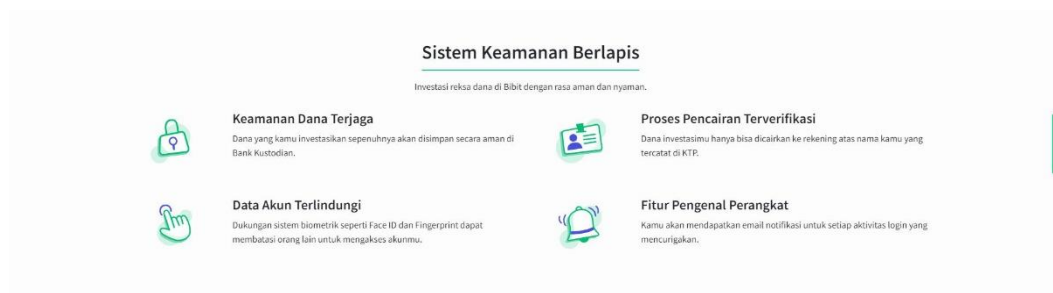 Sistem Keamanan Berlapis
Investasi reksa dana di Bibit dengan rasa aman dan nyaman.
Keamanan Dana Terjaga
Dana yang kamu investasikan sepenuhnya akan disimpan secara aman di
Bank Kustodian.
Proses Pencairan Terverifikasi
Dana investasimu hanya bisa dicairkan ke rekening atas nama kamu yang
tercatat di KTP.
Data Akun Terlindungi
Dukungan sistem biometrik seperti Face ID dan Fingerprint dapat
membatasi orang lain untuk mengakses akunmu.
Fitur Pengenal Perangkat
Kamu akan mendapatkan email notifikasi untuk setiap aktivitas login yang
mencurigakan.